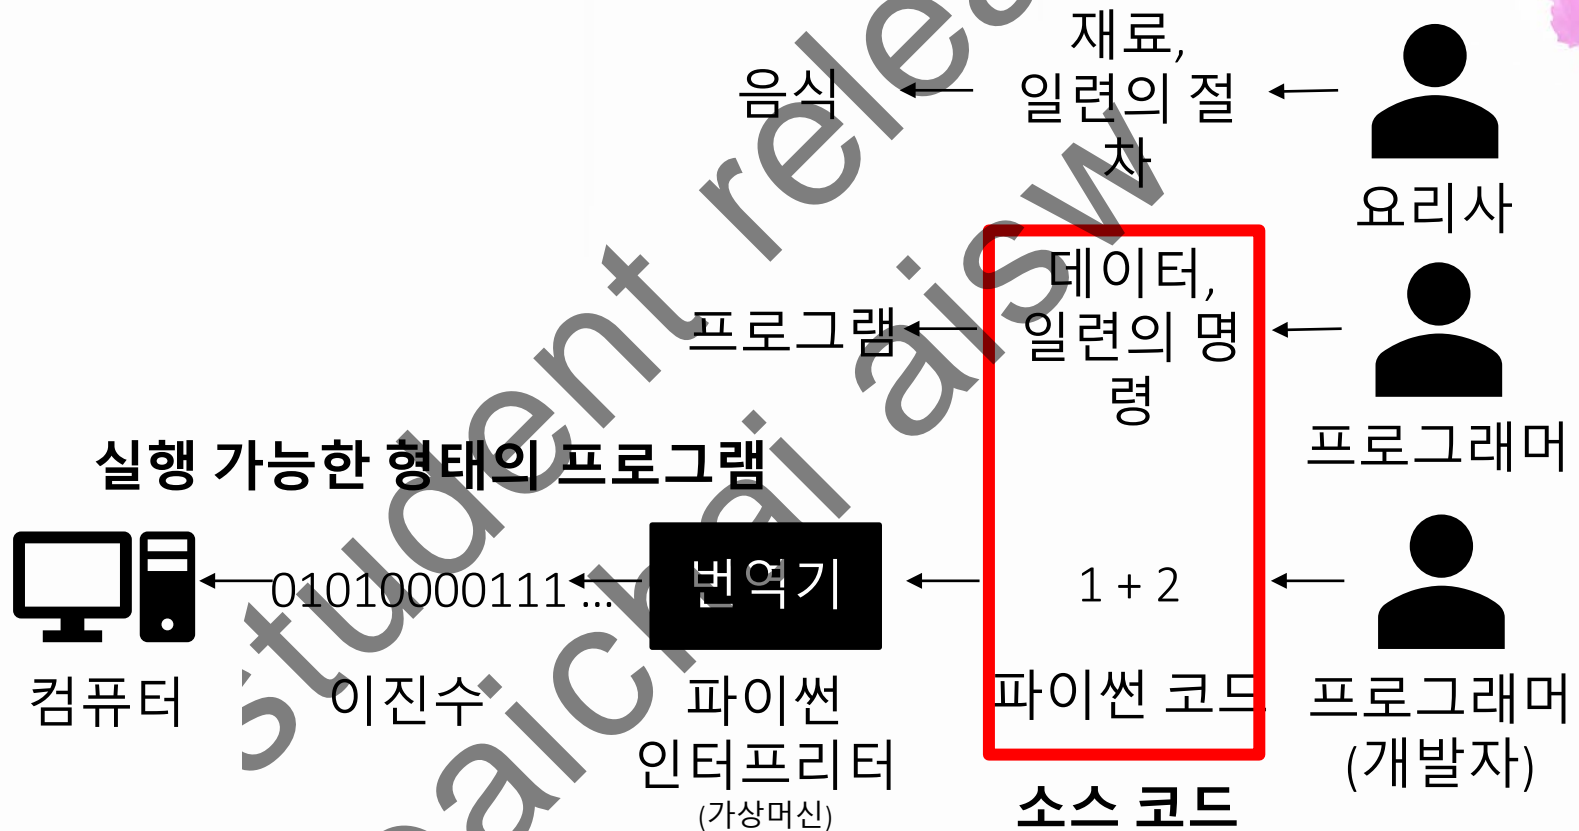 재료,
음식
일련의 절
차
요리사
데이터,
프로그램
일련의 명
령
프로그래머
실행 가능한 형태의 프로그램
01010000111 ...
번역기
1 + 2
컴퓨터
이진수
파이썬
인터프리터
(가상머신)
파이썬 코드
소스 코드
프로그래머
(개발자)
student relea
aichai aisw